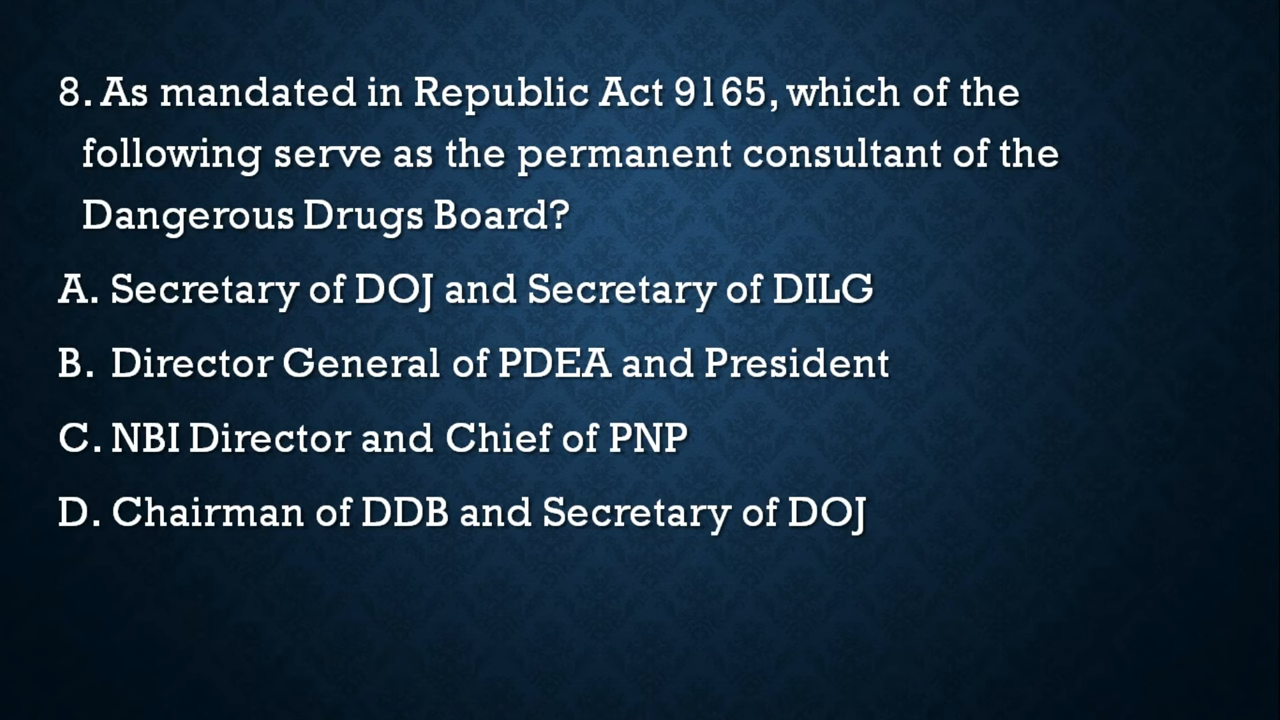 8. As mandated in Republic Act 9165, which of the
following serve as the permanent consultant of the
Dangerous Drugs Board?
A. Secretary of DOJ and Secretary of DILG
B. Director General of PDEA and President
C. NBI Director and Chief of PNP
D. Chairman of DDB and Secretary of DOJ